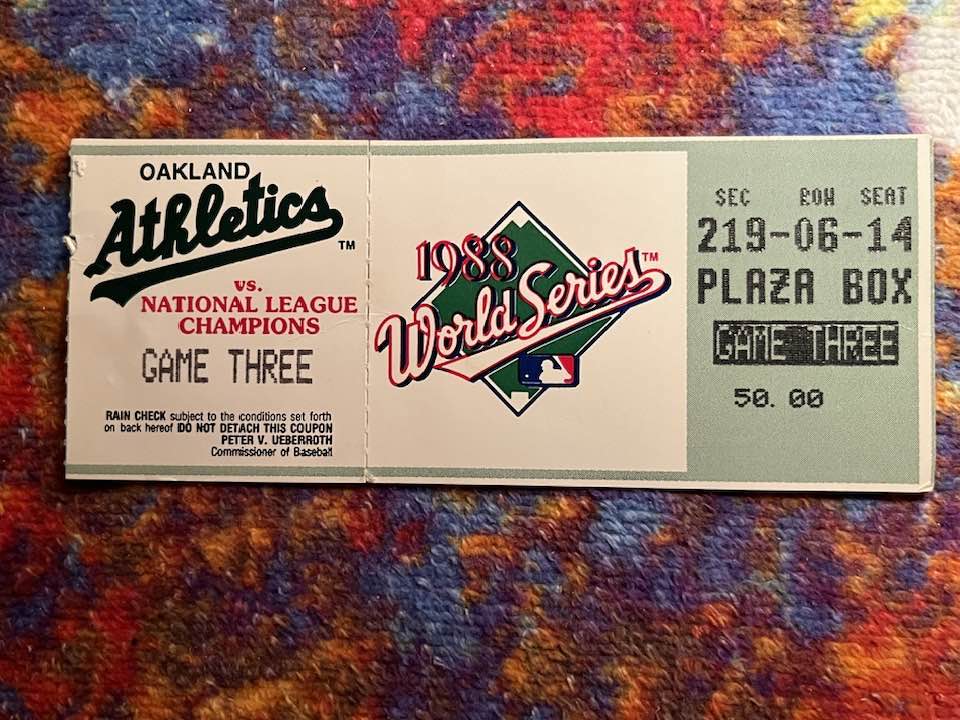 OAKLAND
Athletics TM
vs.
NATIONAL LEAGUE
CHAMPIONS
GAME THREE
RAIN CHECK subject to the conditions set forth
on back hereof DO NOT DETACH THIS COUPON
PETER V. UEBERROTH
Commissioner of Baseball
1988
World Series TM
SEC ROW SEAT
219-06-14
PLAZA BOX
GAME THREE
50.00